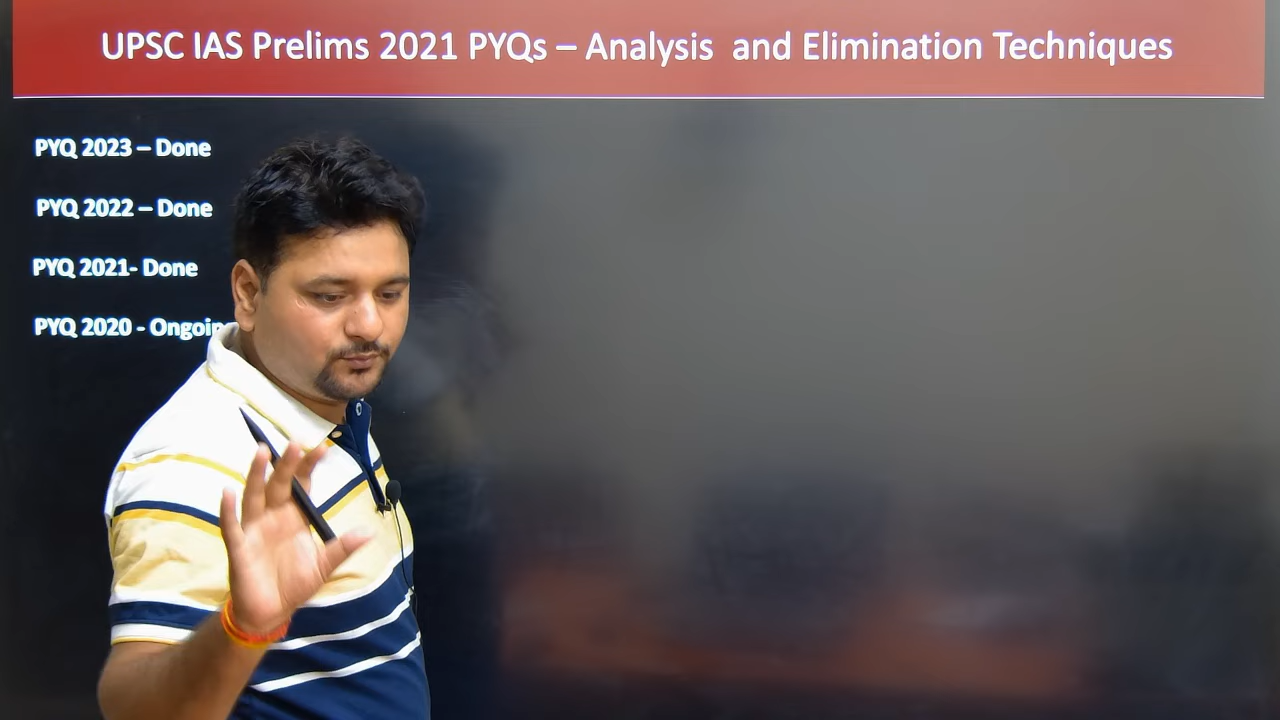 UPSC IAS Prelims 2021 PYQs – Analysis and Elimination Techniques
PYQ 2023 – Done
PYQ 2022 – Done
PYQ 2021- Done
PYQ 2020 - Ongoing